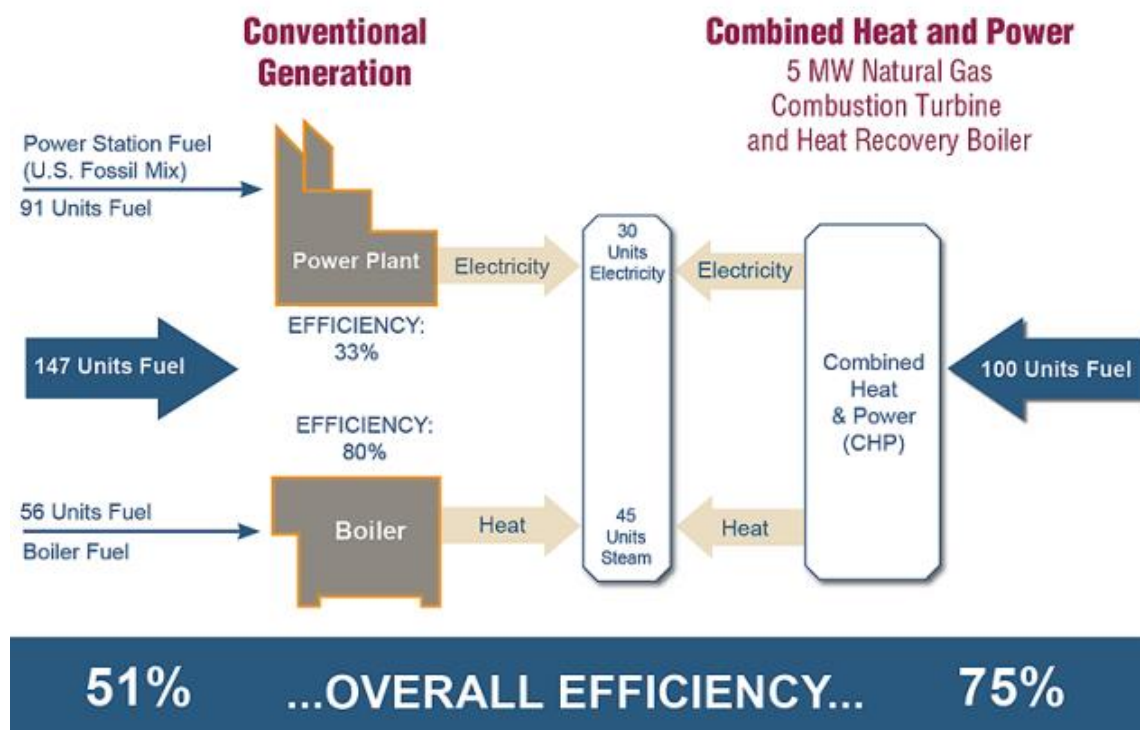 Conventional
Generation
Combined Heat and Power
5 MW Natural Gas
Combustion Turbine
and Heat Recovery Boiler
Power Station Fuel
(U.S. Fossil Mix)
91 Units Fuel
Power Plant
EFFICIENCY:
33%
Electricity
30
Units
Electricity
Electricity
147 Units Fuel
Combined
Heat
& Power
(CHP)
100 Units Fuel
EFFICIENCY:
80%
56 Units Fuel
Boiler Fuel
Boiler
Heat
45
Units
Steam
Heat
51% ...OVERALL EFFICIENCY... 75%